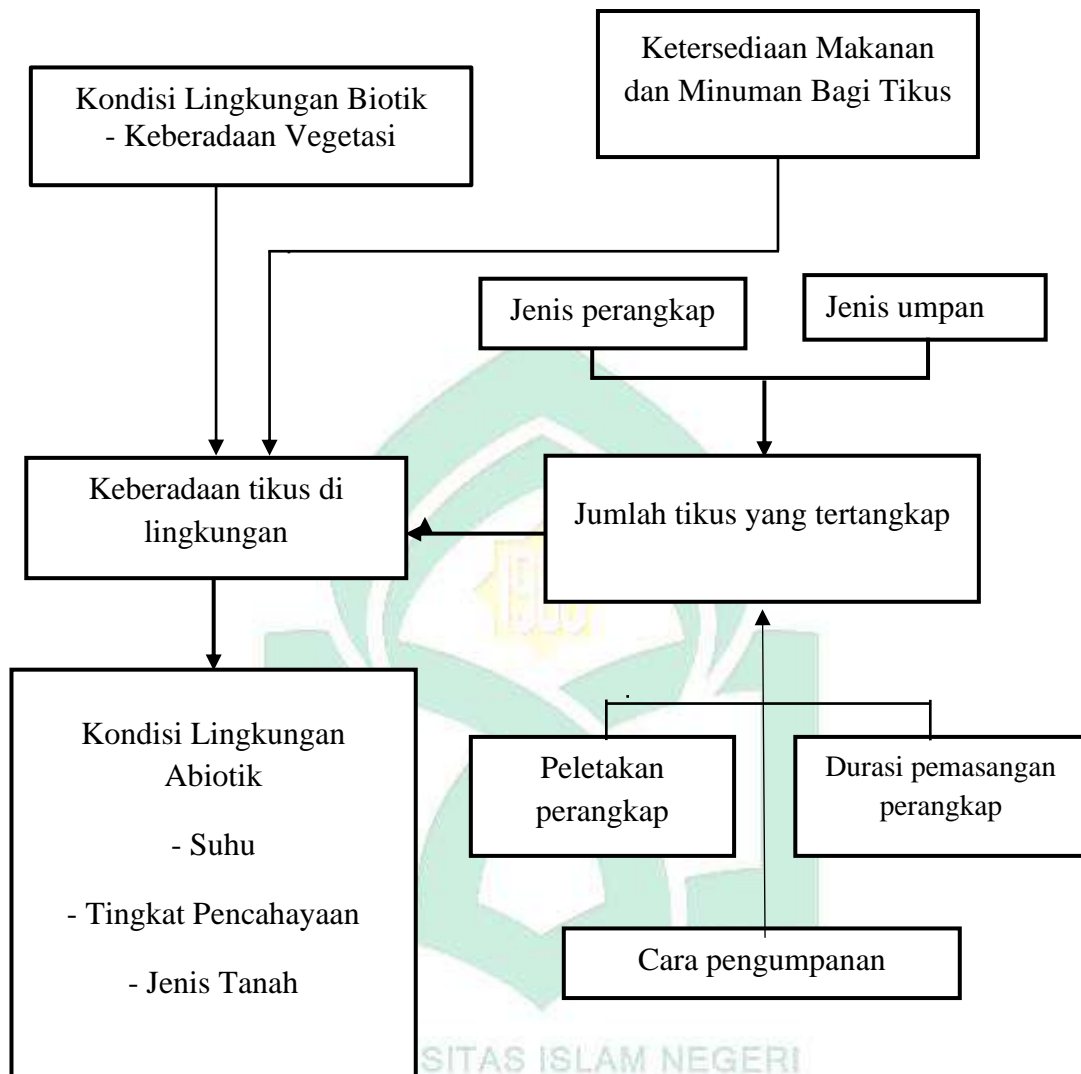 Kondisi Lingkungan Biotik
- Keberadaan Vegetasi
Ketersediaan Makanan
dan Minuman Bagi Tikus
Jenis perangkap
Jenis umpan
Keberadaan tikus di
lingkungan
Jumlah tikus yang tertangkap
Kondisi Lingkungan
Abiotik
- Suhu
- Tingkat Pencahayaan
- Jenis Tanah
Peletakan
perangkap
Durasi pemasangan
perangkap
Cara pengumpanan
SITAS ISLAM NEGERI